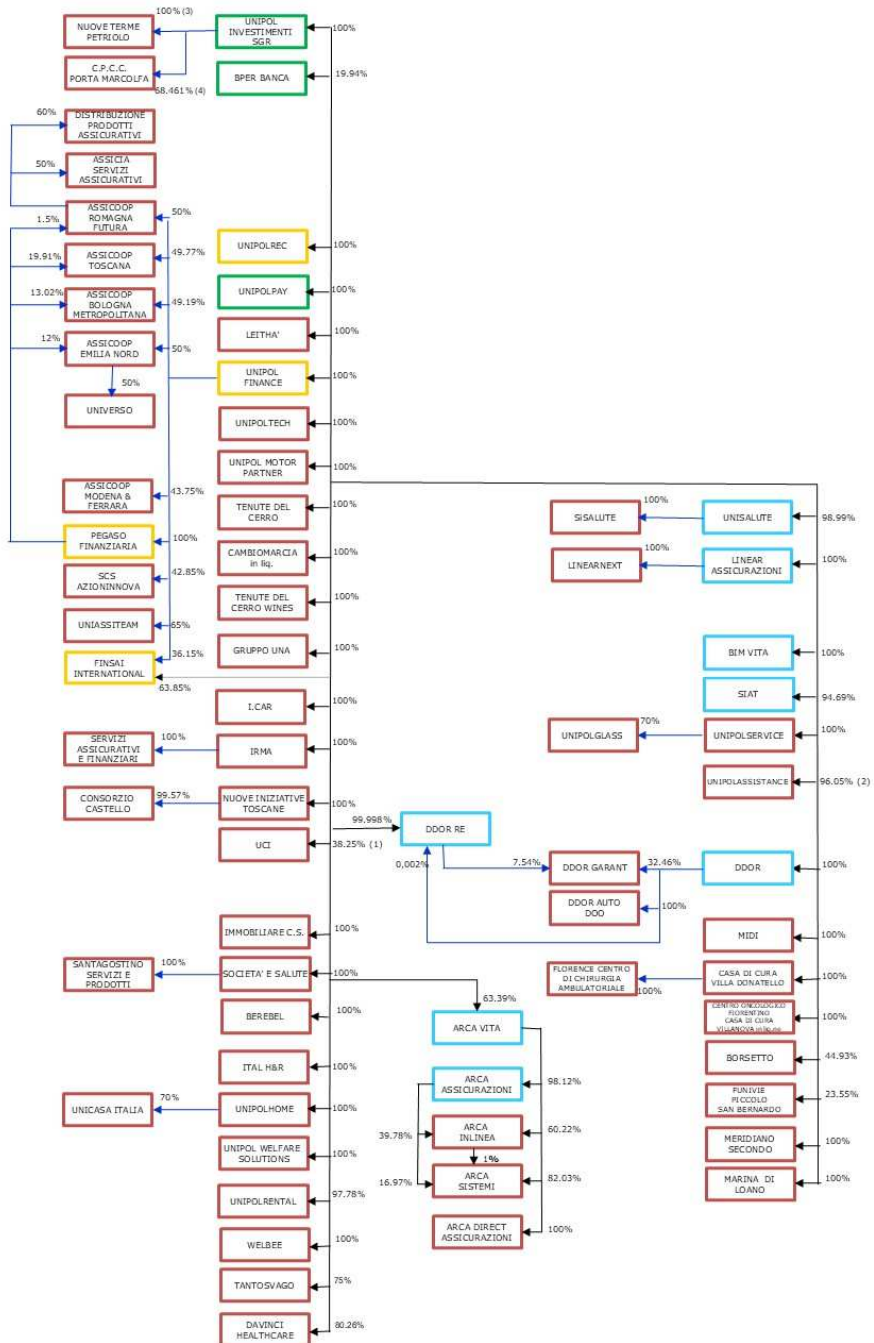 100% (3)
NUOVE TERME
PETRIOLO
UNIPOL
INVESTIMENTI
SGR
100%
C.P.C.C.
PORTA MARCOLFA
68.461% (4)
BPER BANCA
19.94%
60%
DISTRIBUZIONE
PRODOTTI
ASSICURATIVI
50%
ASSICIA
SERVIZI
ASSICURATIVI
1.5%
ASSICOOP
ROMAGNA
FUTURA
50%
UNIPOLREC
100%
19.91%
ASSICOOP
TOSCANA
49.77%
13.02%
ASSICOOP
BOLOGNA
METROPOLITANA
49.19%
UNIPOLPAY
100%
12%
ASSICOOP
EMILIA NORD
50%
LEITHA'
100%
50%
UNIVERSO
UNIPOL
FINANCE
100%
UNIPOLTECH
100%
UNIPOL MOTOR
PARTNER
100%
ASSICOOP
MODENA &
FERRARA
43.75%
TENUTE DEL
CERRO
100%
PEGASO
FINANZIARIA
100%
CAMBIOMARCIA
in liq.
100%
SCS
AZIONINNOVA
42.85%
TENUTE DEL
CERRO WINES
100%
UNIASSITEAM
65%
GRUPPO UNA
100%
FINSAI
INTERNATIONAL
36.15%
63.85%
I.CAR
100%
SERVIZI
ASSICURATIVI
E FINANZIARI
100%
IRMA
100%
CONSORZIO
CASTELLO
99.57%
NUOVE INIZIATIVE
TOSCANE
100%
UCI
38.25% (1)
SISALUTE
100%
UNISALUTE
98.99%
LINEARNEXT
100%
LINEAR
ASSICURAZIONI
100%
BIM VITA
100%
SIAT
94.69%
UNIPOLGLASS
70%
UNIPOLSERVICE
100%
UNIPOLASSISTANCE
96.05% (2)
99.998%
DDOR RE
0,002%
7.54%
DDOR GARANT
32.46%
DDOR
100%
DDOR AUTO
DOO
100%
IMMOBILIARE C.S.
100%
MIDI
100%
SANTAGOSTINO
SERVIZI E
PRODOTTI
100%
SOCIETA' E SALUTE
100%
FLORENCE CENTRO
DI CHIRURGIA
AMBULATORIALE
100%
CASA DI CURA
VILLA DONATELLO
100%
BEREBEL
100%
63.39%
ARCA VITA
CENTRO ONCOLOGICO
FIORENTINO
CASA DI CURA
VILLANOVA in liq.ne
100%
BORSETTO
44.93%
ITAL H&R
100%
ARCA
ASSICURAZIONI
98.12%
FUNIVIE
PICCOLO
SAN BERNARDO
23.55%
UNICASA ITALIA
70%
UNIPOLHOME
100%
39.78%
ARCA
INLINEA
60.22%
MERIDIANO
SECONDO
100%
UNIPOL WELFARE
SOLUTIONS
100%
1%
16.97%
ARCA
SISTEMI
82.03%
MARINA DI
LOANO
100%
UNIPOLRENTAL
97.78%
ARCA DIRECT
ASSICURAZIONI
100%
WELBEE
100%
TANTOSVAGO
75%
DAVINCI
HEALTHCARE
80.26%